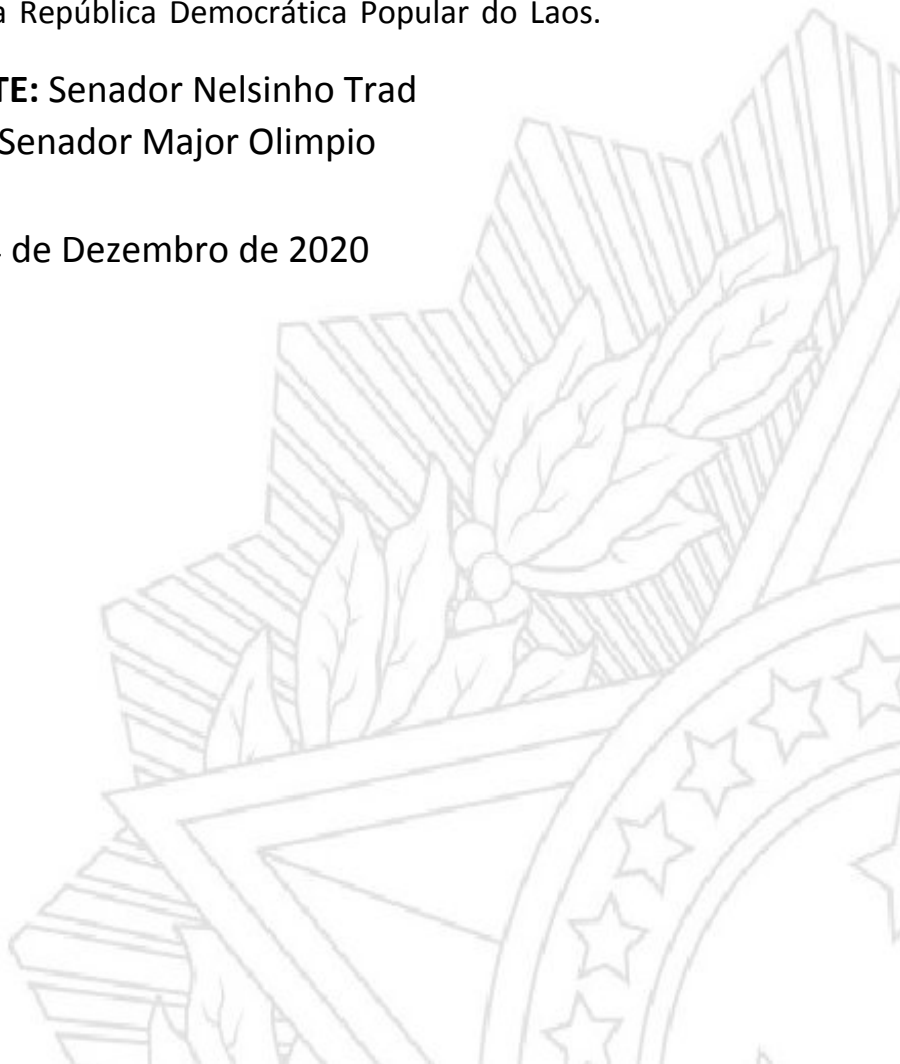 a República Democrática Popular do Laos.
TE: Senador Nelsinho Trad
Senador Major Olimpio
de Dezembro de 2020